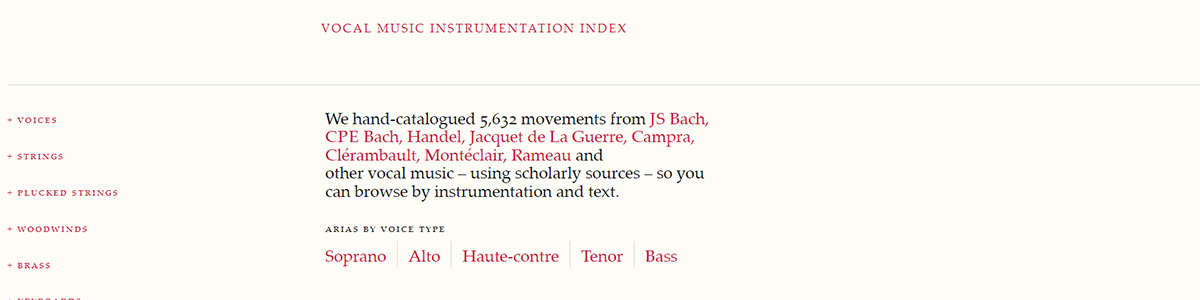 VOCAL MUSIC INSTRUMENTATION INDEX
+ VOICES
+ STRINGS
+ PLUCKED STRINGS
+ WOODWINDS
+ BRASS
We hand-catalogued 5,632 movements from JS Bach,
CPE Bach, Handel, Jacquet de La Guerre, Campra,
Clérambault, Montéclair, Rameau and
other vocal music – using scholarly sources – so you
can browse by instrumentation and text.
ARIAS BY VOICE TYPE
Soprano Alto Haute-contre Tenor Bass